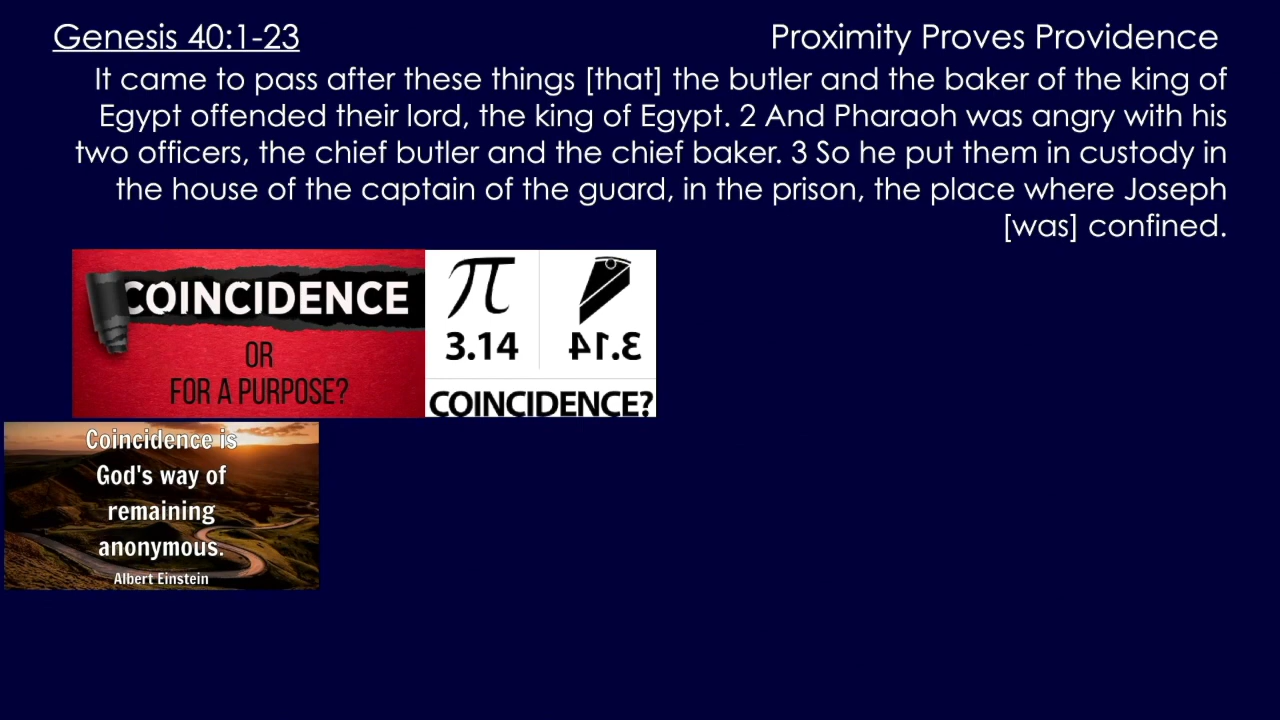 Genesis 40:1-23 Proximity Proves Providence
It came to pass after these things [that] the butler and the baker of the king of
Egypt offended their lord, the king of Egypt. 2 And Pharaoh was angry with his
two officers, the chief butler and the chief baker. 3 So he put them in custody in
the house of the captain of the guard, in the prison, the place where Joseph
[was] confined.
COINCIDENCE
OR
FOR A PURPOSE?
π
3.14
3.14
COINCIDENCE?
Coincidence is
God's way of
remaining
anonymous.
Albert Einstein